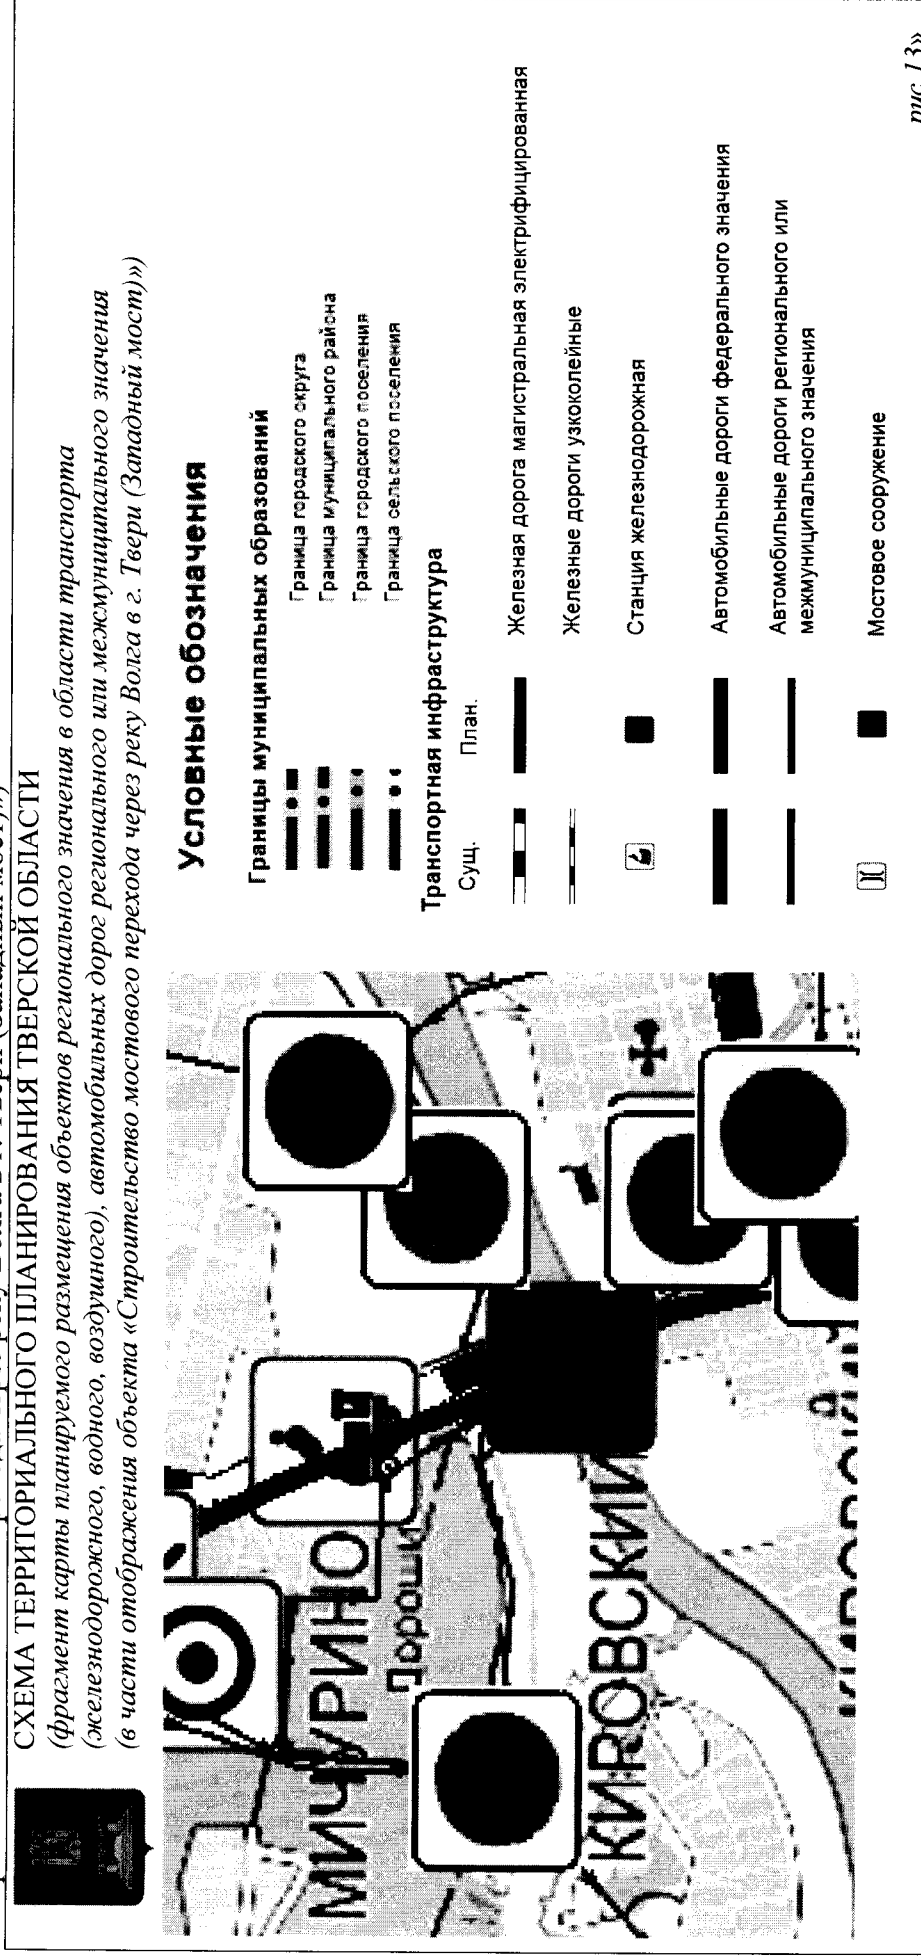 СХЕМА ТЕРРИТОРИАЛЬНОГО ПЛАНИРОВАНИЯ ТВЕРСКОЙ ОБЛАСТИ
(фрагмент карты планируемого размещения объектов регионального значения в области транспорта
(железнодорожного, водного, воздушного), автомобильных дорог регионального или межмуниципального значения
(в части отображения объекта «Строительство мостового перехода через реку Волга в г. Твери (Западный мост)»)
МИЧУРИНО
Дороши
КИРОВСКИЙ
Условные обозначения
Границы муниципальных образований
Граница городского округа
Граница муниципального района
Граница городского поселения
Граница сельского поселения
Транспортная инфраструктура
Сущ. План.
Железная дорога магистральная электрифицированная
Железные дороги узкоколейные
Станция железнодорожная
Автомобильные дороги федерального значения
Автомобильные дороги регионального или
межмуниципального значения
Мостовое сооружение
рис. 13»